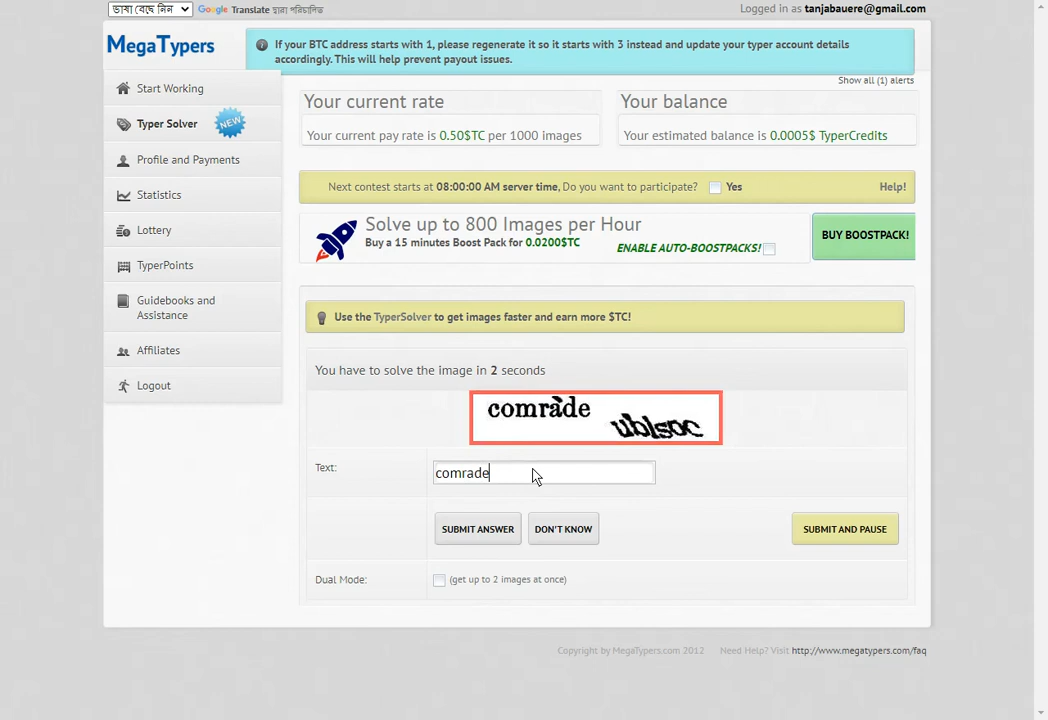 ভাষা বেছে নিন
Google Translate দ্বারা পরিচালিত
Logged in as tanjabauere@gmail.com
MegaTypers
If your BTC address starts with 1, please regenerate it so it starts with 3 instead and update your typer account details
accordingly. This will help prevent payout issues.
Show all (1) alerts
Start Working
Typer Solver
NEW
Profile and Payments
Statistics
Lottery
TyperPoints
Guidebooks and
Assistance
Affiliates
Logout
Your current rate
Your current pay rate is 0.50$TC per 1000 images
Your balance
Your estimated balance is 0.0005$ TyperCredits
Next contest starts at 08:00:00 AM server time, Do you want to participate? Yes
Help!
Solve up to 800 Images per Hour
Buy a 15 minutes Boost Pack for 0.0200$TC
ENABLE AUTO-BOOSTPACKS!
BUY BOOSTPACK!
Use the TyperSolver to get images faster and earn more $TC!
You have to solve the image in 2 seconds
comrade ublsoc
Text:
comrade
SUBMIT ANSWER
DON'T KNOW
SUBMIT AND PAUSE
Dual Mode:
(get up to 2 images at once)
Copyright by MegaTypers.com 2012
Need Help? Visit http://www.megatypers.com/faq